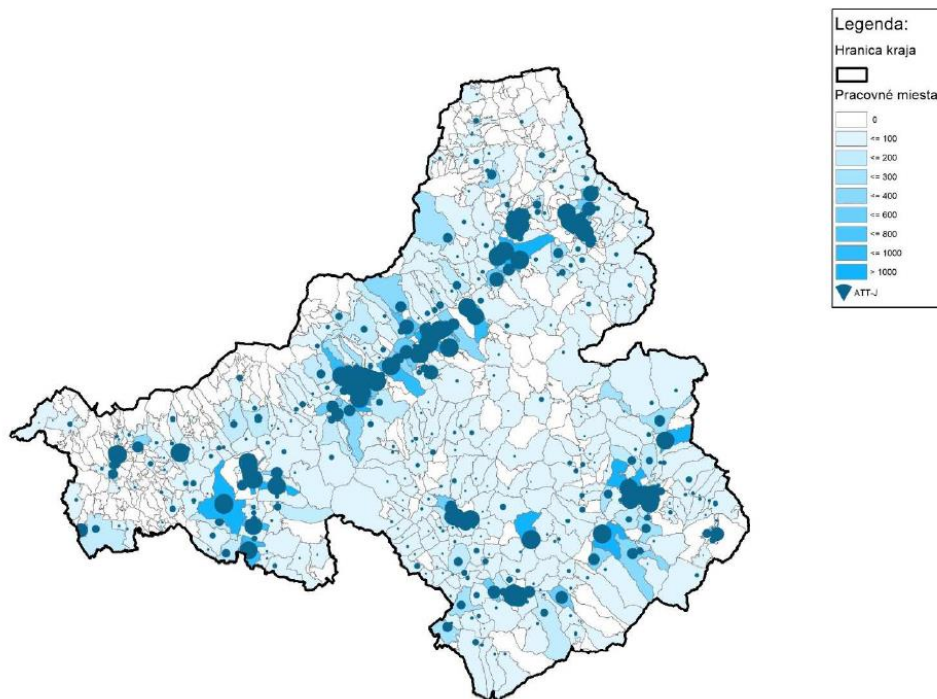 Legenda:
Hranica kraja
Pracovné miesta
0
<= 100
<= 200
<= 300
<= 400
<= 600
<= 800
<= 1000
> 1000
ATT-J